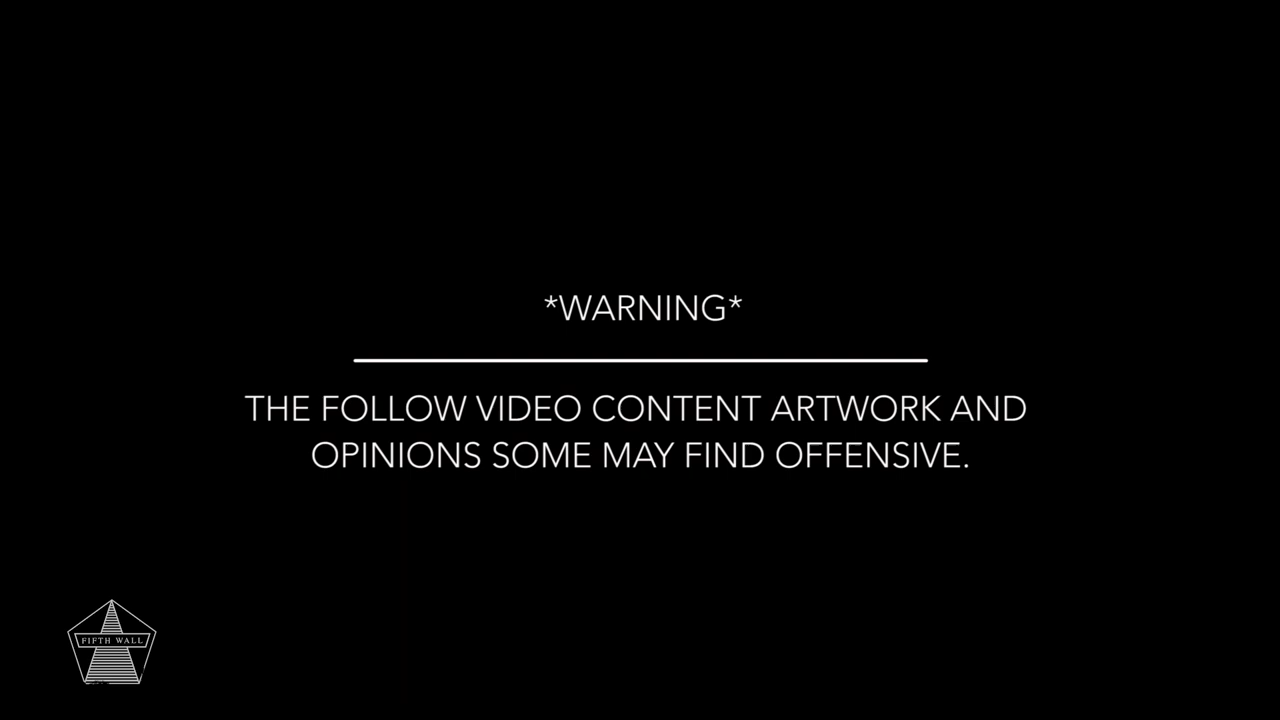 *WARNING*
THE FOLLOW VIDEO CONTENT ARTWORK AND
OPINIONS SOME MAY FIND OFFENSIVE.
FIFTH WALL